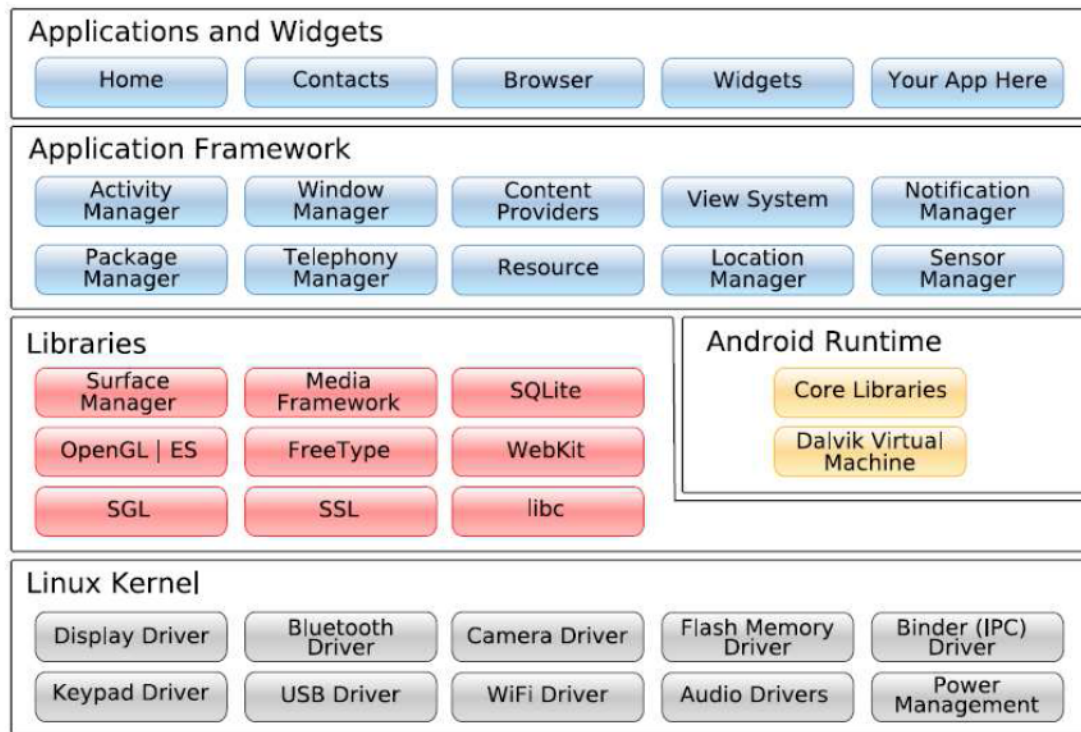 Applications and Widgets
Home
Contacts
Browser
Widgets
Your App Here
Application Framework
Activity
Manager
Window
Manager
Content
Providers
View System
Notification
Manager
Package
Manager
Telephony
Manager
Resource
Location
Manager
Sensor
Manager
Libraries
Surface
Manager
Media
Framework
SQLite
OpenGL | ES
FreeType
WebKit
SGL
SSL
libc
Android Runtime
Core Libraries
Dalvik Virtual
Machine
Linux Kernel
Display Driver
Bluetooth
Driver
Camera Driver
Flash Memory
Driver
Binder (IPC)
Driver
Keypad Driver
USB Driver
WiFi Driver
Audio Drivers
Power
Management